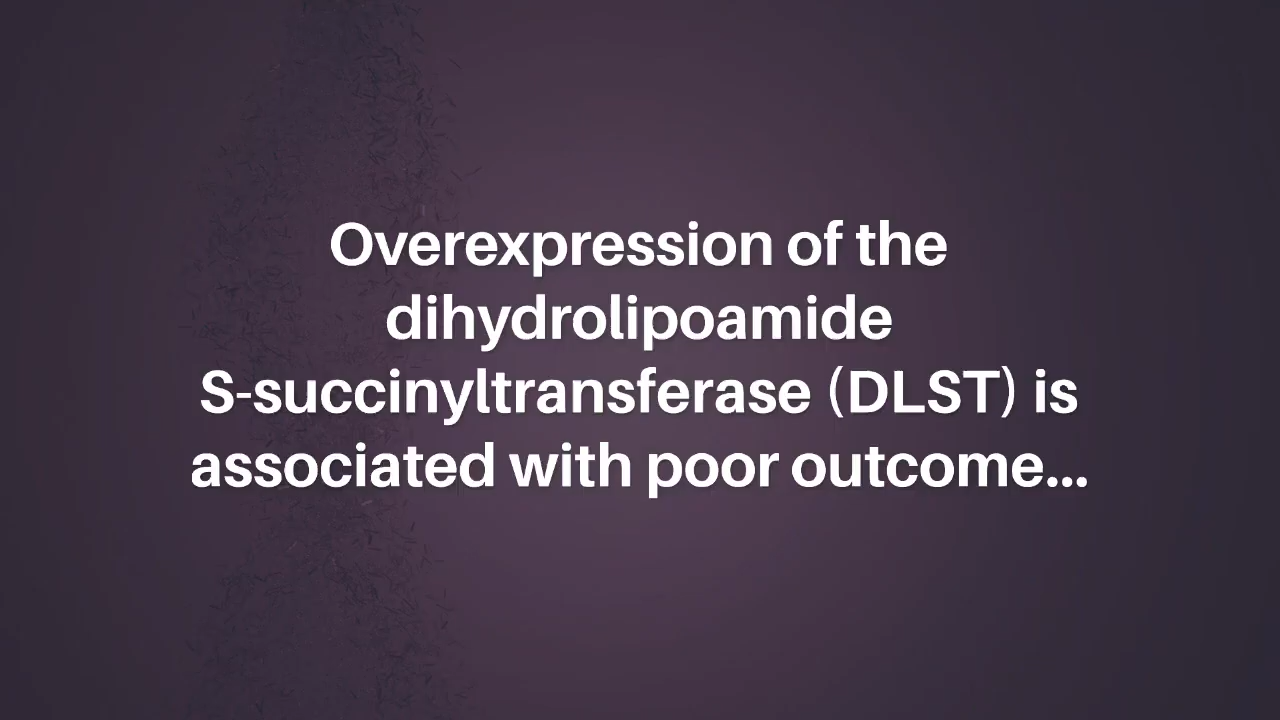 Overexpression of the
dihydrolipoamide
S-succinyltransferase (DLST) is
associated with poor outcome...